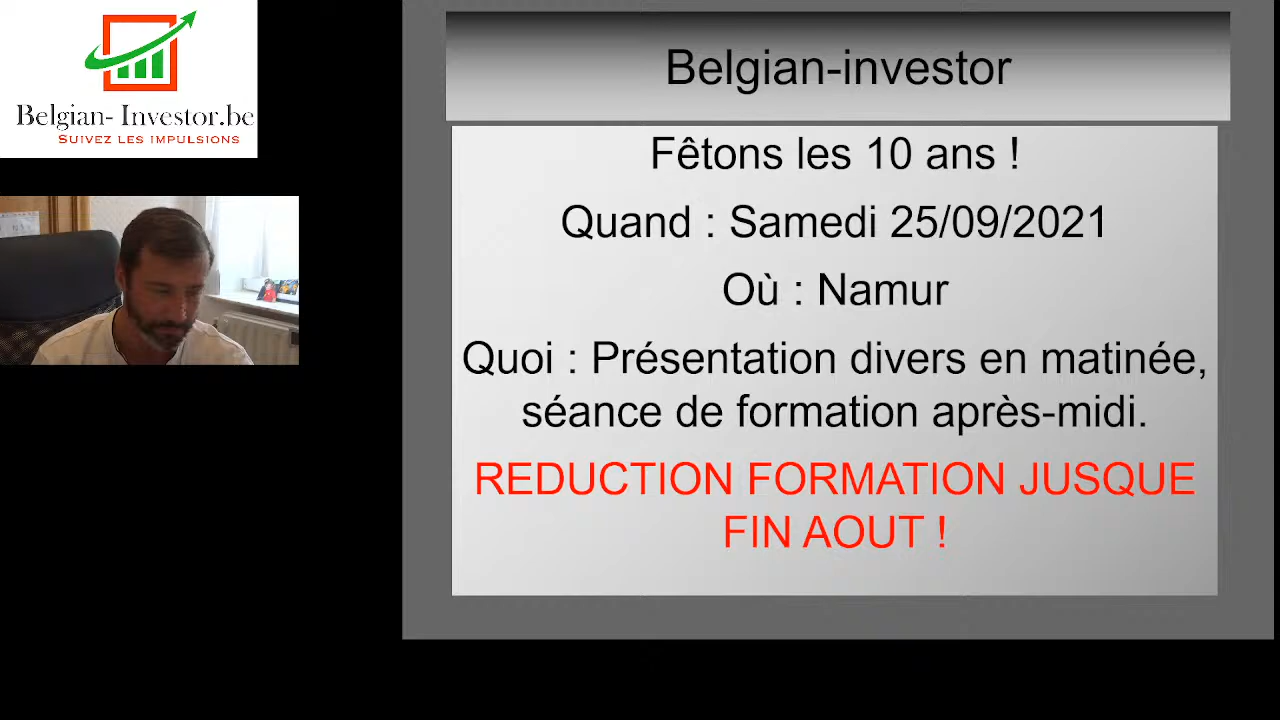 Belgian- Investor.be
SUIVEZ LES IMPULSIONS
Belgian-investor
Fêtons les 10 ans !
Quand : Samedi 25/09/2021
Où : Namur
Quoi : Présentation divers en matinée,
séance de formation après-midi.
REDUCTION FORMATION JUSQUE
FIN AOUT !